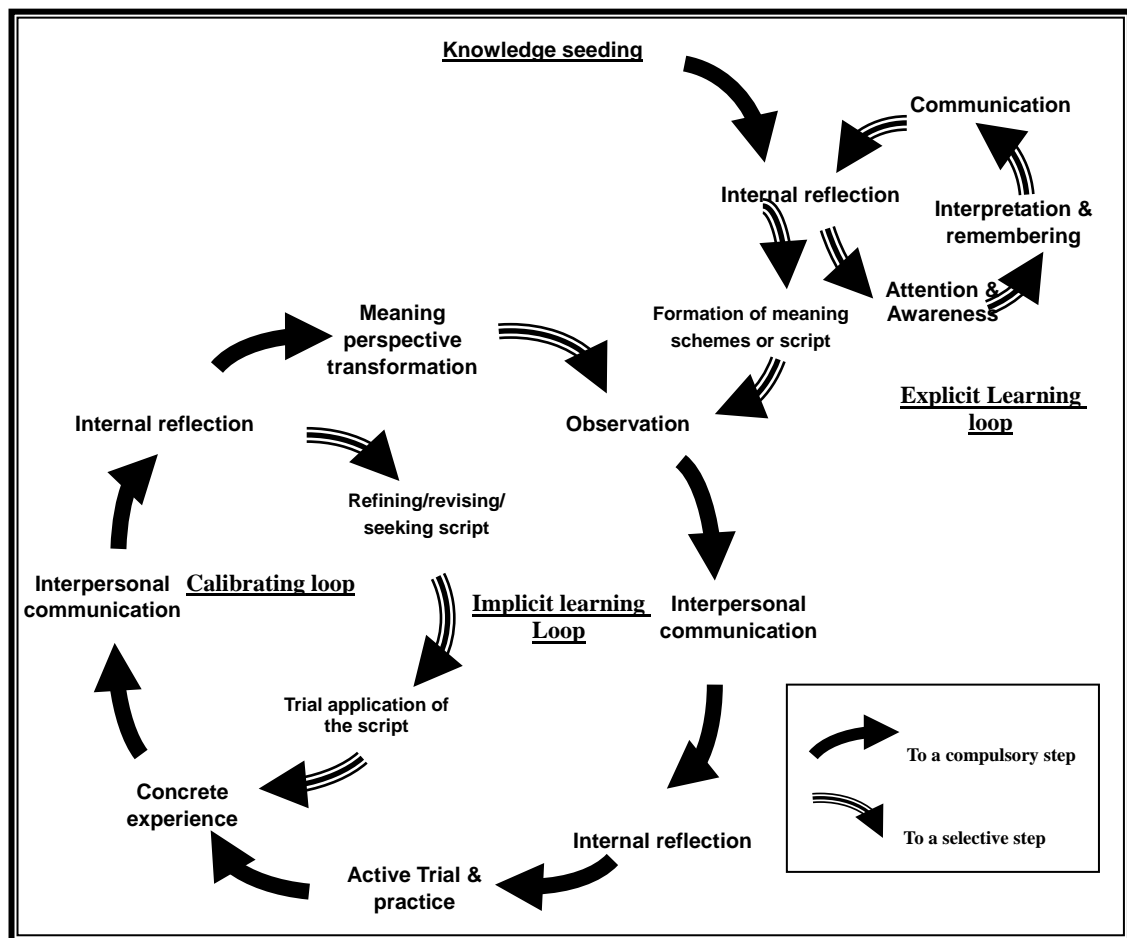 Knowledge seeding
Communication
Internal reflection
Interpretation &
remembering
Attention &
Awareness
Formation of meaning
schemes or script
Explicit Learning
loop
Meaning
perspective
transformation
Observation
Internal reflection
Refining/revising/
seeking script
Interpersonal
communication
Calibrating loop
Implicit learning
Loop
Interpersonal
communication
Trial application of
the script
Concrete
experience
Internal reflection
Active Trial &
practice
To a compulsory step
To a selective step